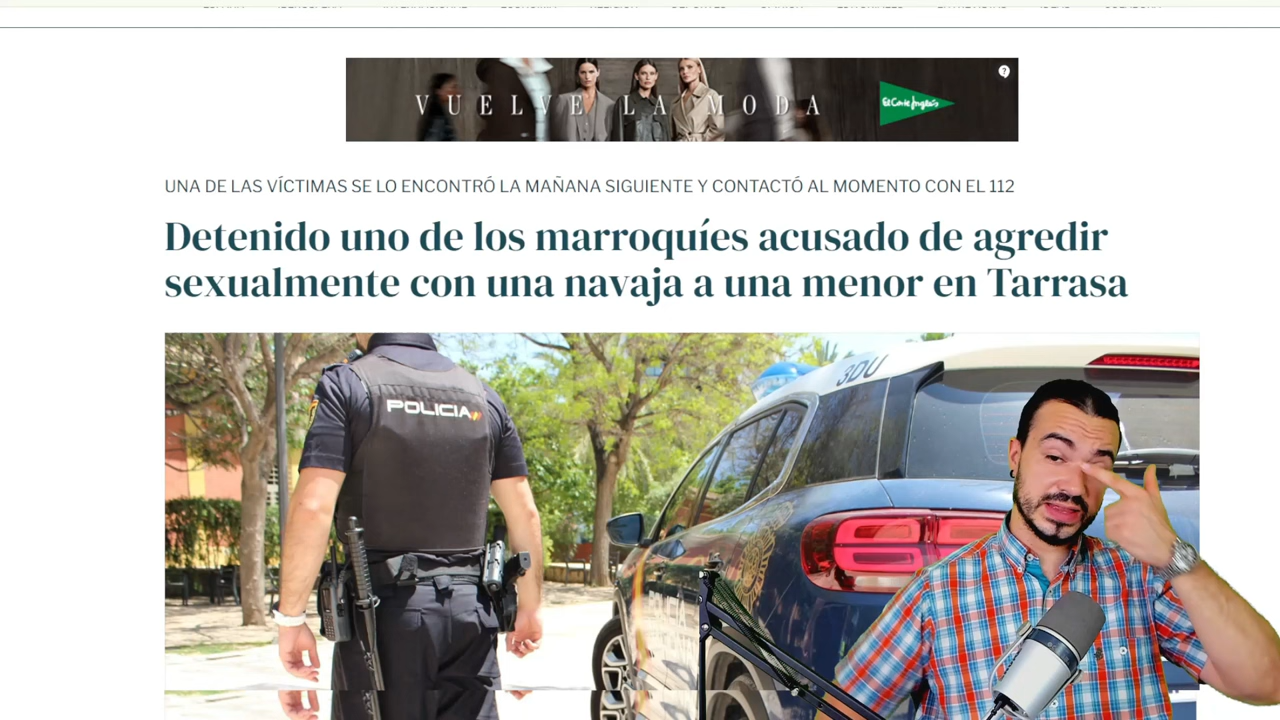 VUELVE LA MODA
El Corte Inglés
?
UNA DE LAS VÍCTIMAS SE LO ENCONTRÓ LA MAÑANA SIGUIENTE Y CONTACTÓ AL MOMENTO CON EL 112
Detenido uno de los marroquíes acusado de agredir
sexualmente con una navaja a una menor en Tarrasa
POLICIA
3DU